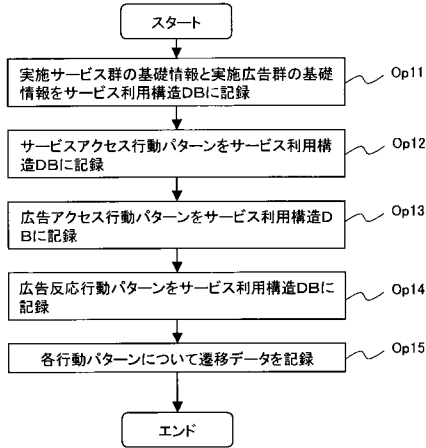 スタート
実施サービス群の基礎情報と実施広告群の基礎
情報をサービス利用構造DBに記録
Op11
サービスアクセス行動パターンをサービス利用構
造DBに記録
Op12
広告アクセス行動パターンをサービス利用構造D
Bに記録
Op13
広告反応行動パターンをサービス利用構造DBに
記録
Op14
各行動パターンについて遷移データを記録
Op15
エンド